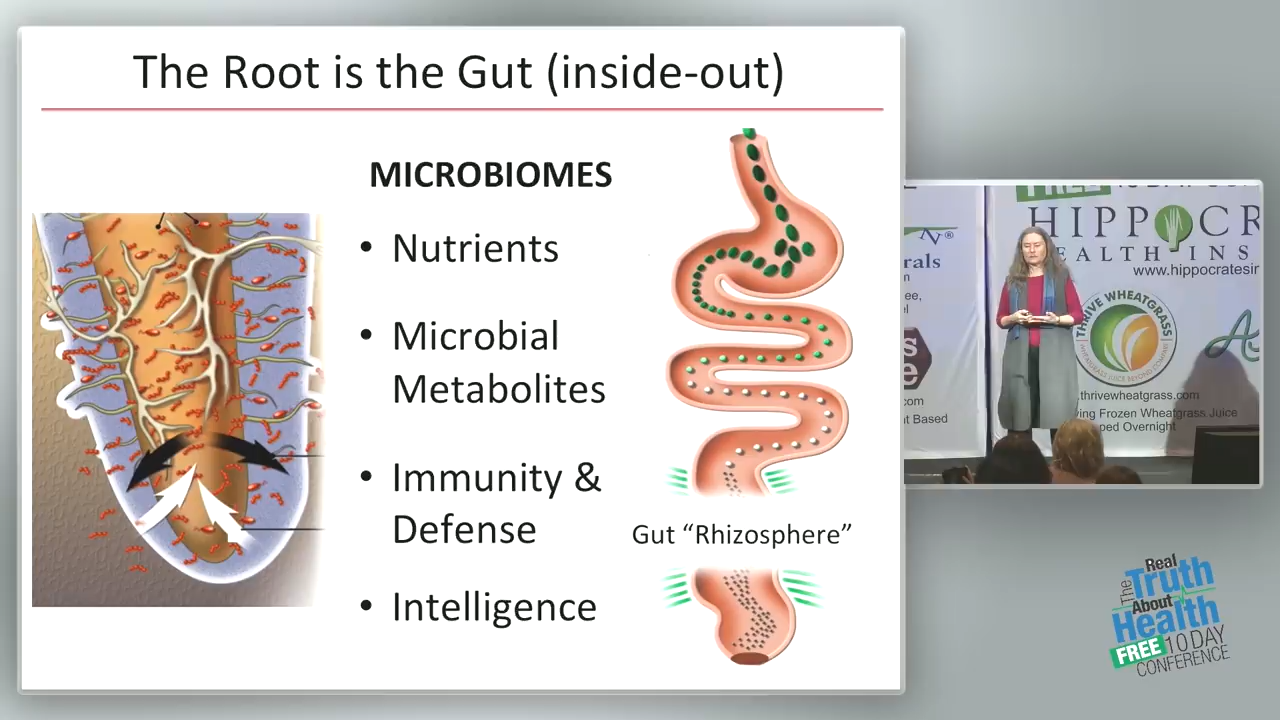 The Root is the Gut (inside-out)
MICROBIOMES
• Nutrients
• Microbial
Metabolites
• Immunity &
Defense
• Intelligence
Gut “Rhizosphere”
HIPPOCR
EALTH INS
www.hippocratesir
N®
rals
THRIVE WHEATGRASS
.thrivewheatgrass.com
ving Frozen Wheatgrass Juice
ped Overnight
com
t Based
The Real
Truth
About
Health
FREE 10 DAY
CONFERENCE